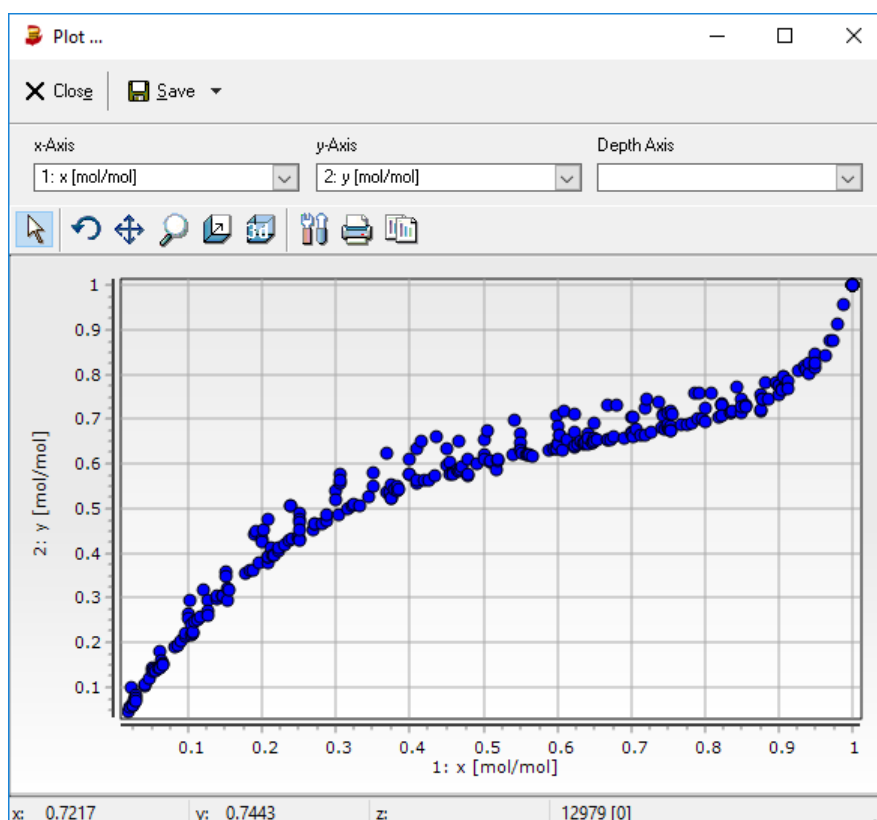 Plot ...
Close Save
x-Axis y-Axis Depth Axis
1: x [mol/mol] 2: y [mol/mol]
3d
1
0.9
0.8
0.7
0.6
0.5
0.4
0.3
0.2
0.1
2: y [mol/mol]
0.1 0.2 0.3 0.4 0.5 0.6 0.7 0.8 0.9 1
1: x [mol/mol]
x: 0.7217 y: 0.7443 z: 12979 [0]